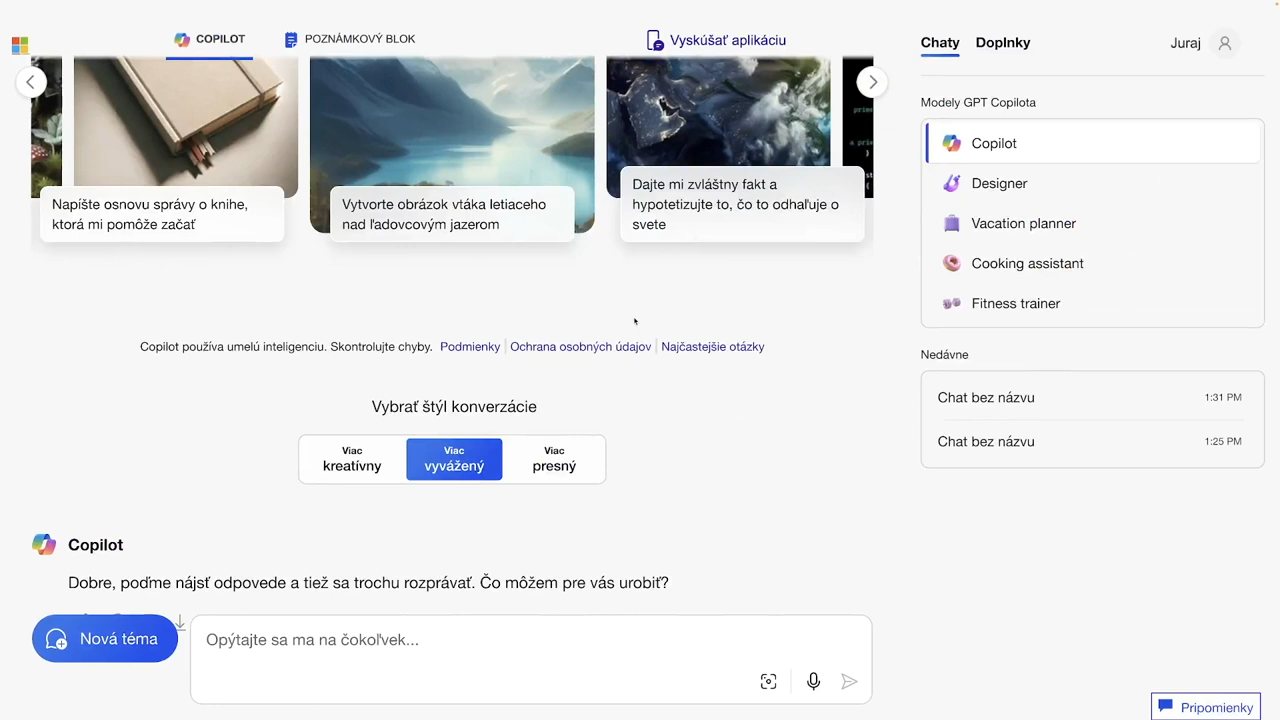 COPILOT
POZNÁMKOVÝ BLOK
Vyskúšať aplikáciu
Chaty
Doplnky
Juraj
Napíšte osnovu správy o knihe,
ktorá mi pomôže začať
Vytvorte obrázok vtáka letiaceho
nad ľadovcovým jazerom
Dajte mi zvláštny fakt a
hypotetizujte to, čo to odhaľuje o
svete
Modely GPT Copilota
Copilot
Designer
Vacation planner
Cooking assistant
Fitness trainer
Copilot používa umelú inteligenciu. Skontrolujte chyby.
Podmienky
Ochrana osobných údajov
Najčastejšie otázky
Nedávne
Chat bez názvu 1:31 PM
Chat bez názvu 1:25 PM
Vybrať štýl konverzácie
Viac
kreatívny
Viac
vyvážený
Viac
presný
Copilot
Dobre, poďme nájsť odpovede a tiež sa trochu rozprávať. Čo môžem pre vás urobiť?
Nová téma
Opýtajte sa ma na čokoľvek...
Pripomienky